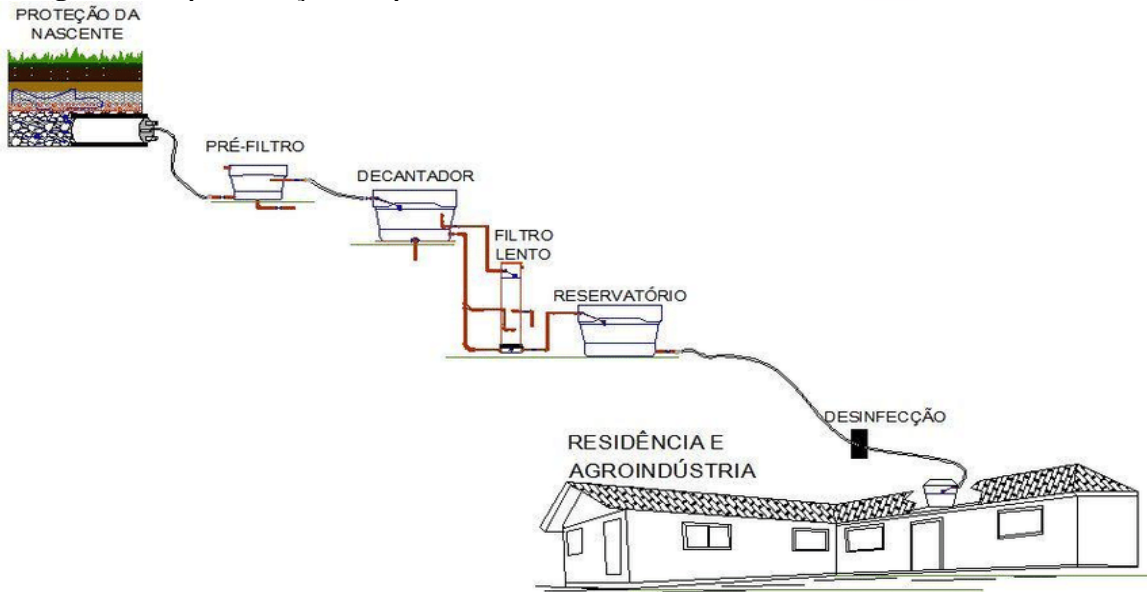 PROTEÇÃO DA
NASCENTE
PRÉ-FILTRO
DECANTADOR
FILTRO
LENTO
RESERVATÓRIO
DESINFECÇÃO
RESIDÊNCIA E
AGROINDÚSTRIA